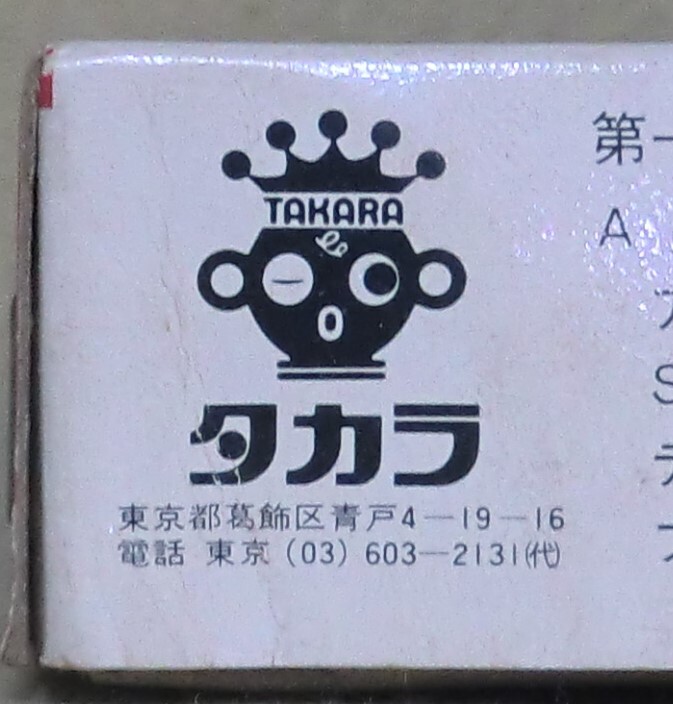 TAKARA
タカラ
東京都葛飾区青戸4—19—16
電話 東京 (03) 603—2131㈹
第一
A
S